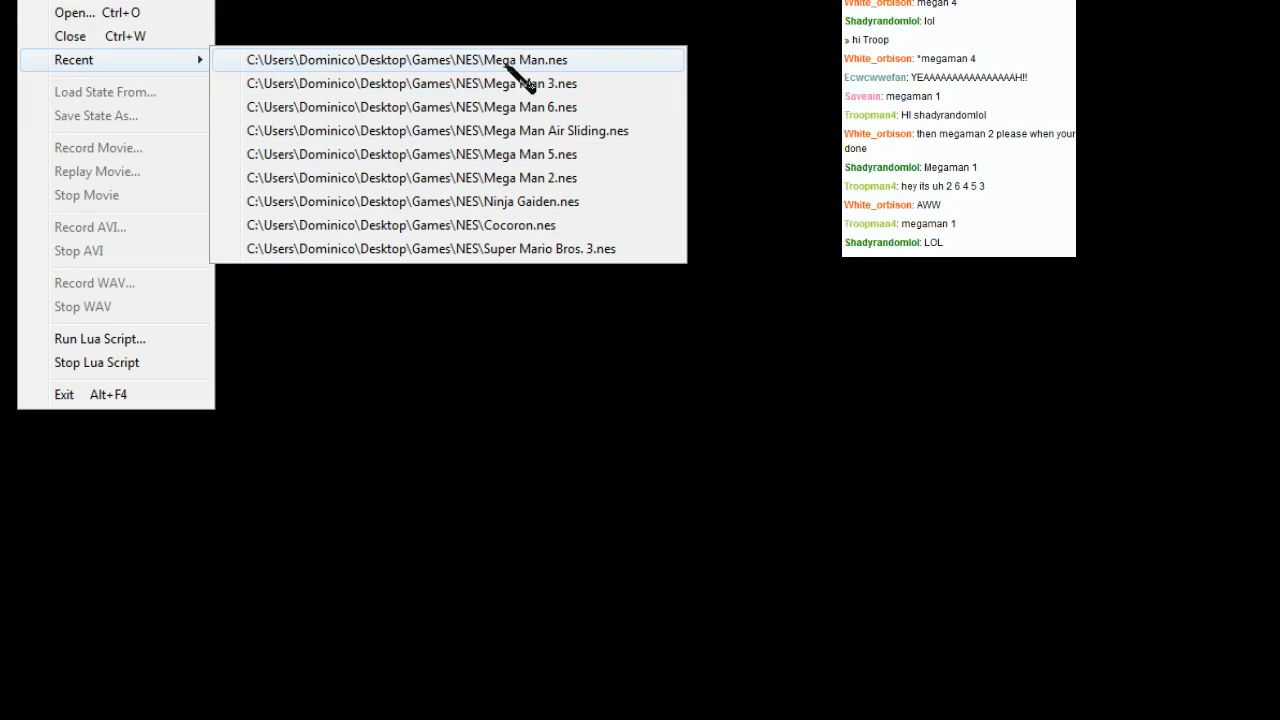 Open... Ctrl+O
Close Ctrl+W
Recent
Load State From...
Save State As...
Record Movie...
Replay Movie...
Stop Movie
Record AVI...
Stop AVI
Record WAV...
Stop WAV
Run Lua Script...
Stop Lua Script
Exit Alt+F4
C:\Users\Dominico\Desktop\Games\NES\Mega Man.nes
C:\Users\Dominico\Desktop\Games\NES\Mega Man 3.nes
C:\Users\Dominico\Desktop\Games\NES\Mega Man 6.nes
C:\Users\Dominico\Desktop\Games\NES\Mega Man Air Sliding.nes
C:\Users\Dominico\Desktop\Games\NES\Mega Man 5.nes
C:\Users\Dominico\Desktop\Games\NES\Mega Man 2.nes
C:\Users\Dominico\Desktop\Games\NES\Ninja Gaiden.nes
C:\Users\Dominico\Desktop\Games\NES\Cocoron.nes
C:\Users\Dominico\Desktop\Games\NES\Super Mario Bros. 3.nes
White_orbison: megan 4
Shadyrandomlol: lol
» hi Troop
White_orbison: *megaman 4
Ecwcwwefan: YEAAAAAAAAAAAAAAAH!!
Saveain: megaman 1
Troopman4: HI shadyrandomlol
White_orbison: then megaman 2 please when your
done
Shadyrandomlol: Megaman 1
Troopman4: hey its uh 2 6 4 5 3
White_orbison: AWW
Troopman4: megaman 1
Shadyrandomlol: LOL